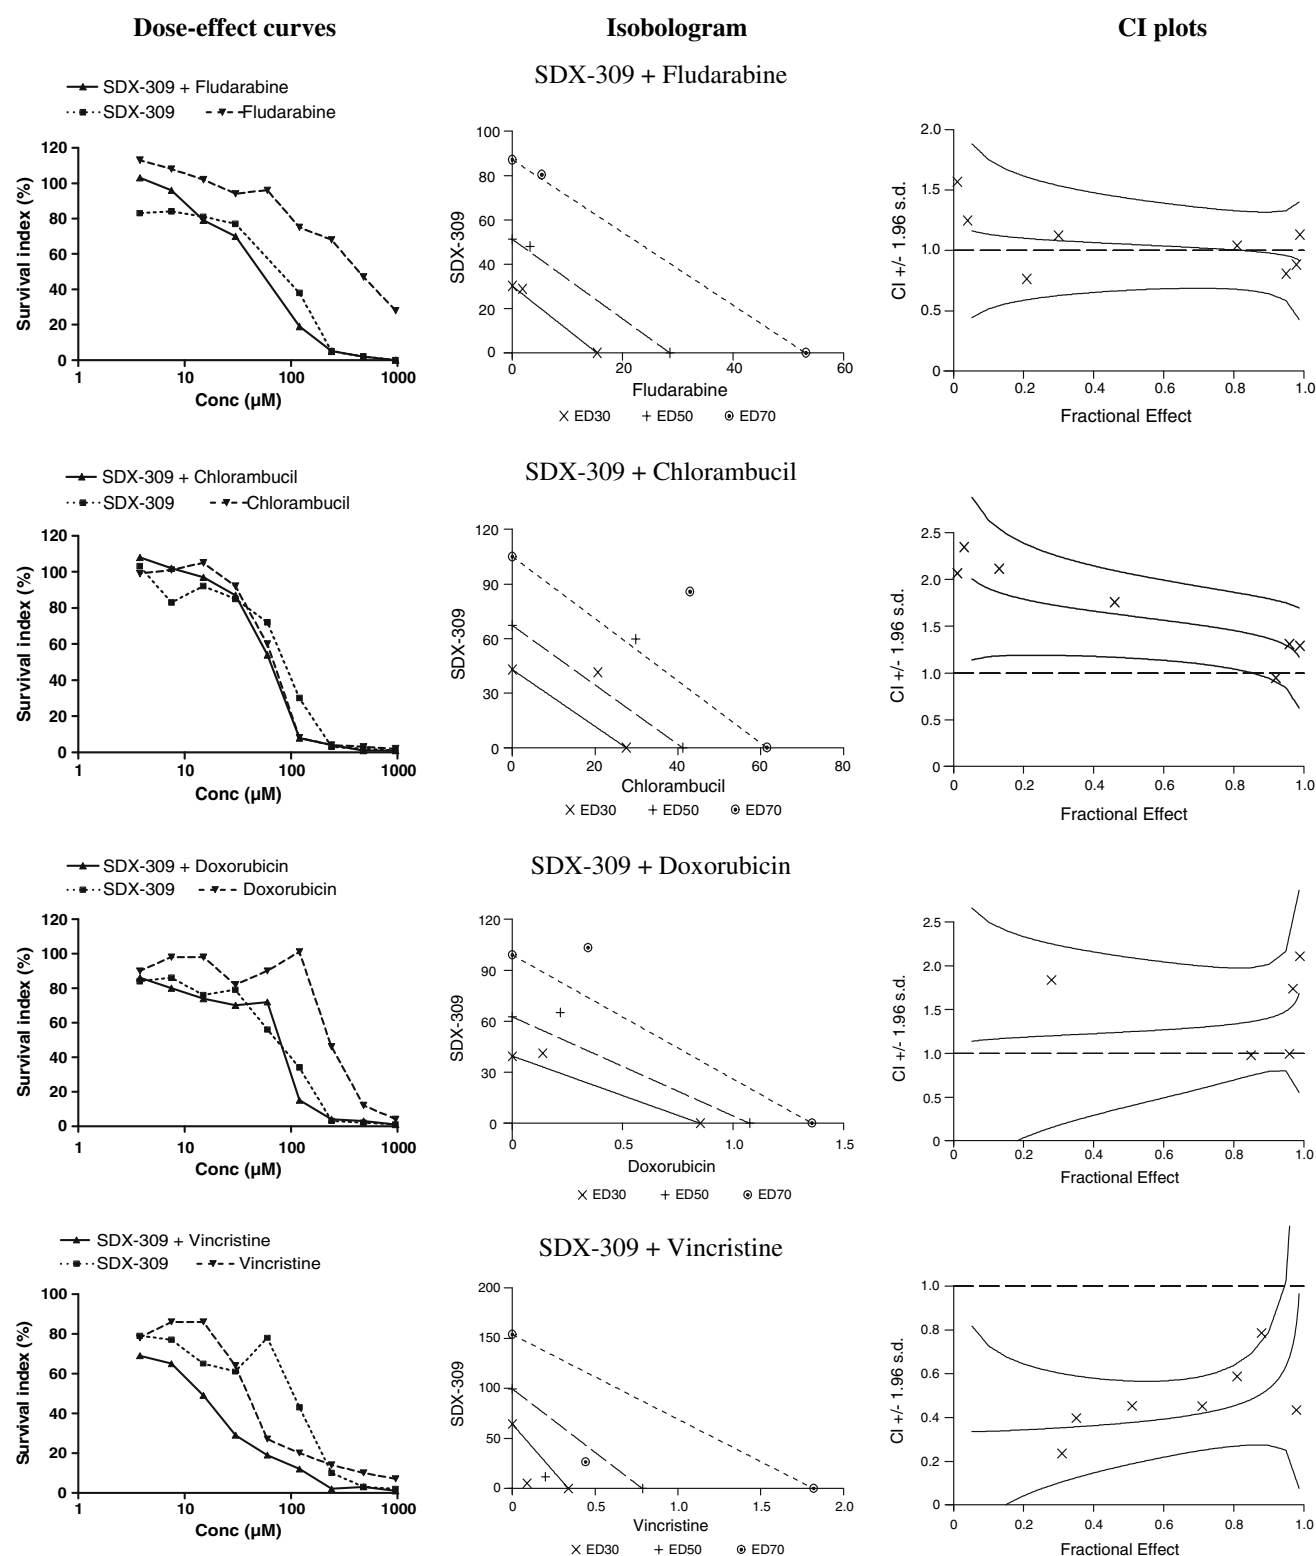 Dose-effect curves
Isobologram
CI plots
SDX-309 + Fludarabine
SDX-309
Fludarabine
120
100
80
60
40
20
0
1
10
100
1000
Survival index (%)
Conc (µM)
SDX-309 + Fludarabine
100
80
60
40
20
0
0
20
40
60
SDX-309
Fludarabine
ED30
ED50
ED70
2.0
1.5
1.0
0.5
0
0
0.2
0.4
0.6
0.8
1.0
CI +/- 1.96 s.d.
Fractional Effect
SDX-309 + Chlorambucil
SDX-309
Chlorambucil
120
100
80
60
40
20
0
1
10
100
1000
Survival index (%)
Conc (µM)
SDX-309 + Chlorambucil
120
90
60
30
0
0
20
40
60
80
SDX-309
Chlorambucil
ED30
ED50
ED70
2.5
2.0
1.5
1.0
0.5
0
0
0.2
0.4
0.6
0.8
1.0
CI +/- 1.96 s.d.
Fractional Effect
SDX-309 + Doxorubicin
SDX-309
Doxorubicin
120
100
80
60
40
20
0
1
10
100
1000
Survival index (%)
Conc (µM)
SDX-309 + Doxorubicin
120
90
60
30
0
0
0.5
1.0
1.5
SDX-309
Doxorubicin
ED30
ED50
ED70
2.5
2.0
1.5
1.0
0.5
0
0
0.2
0.4
0.6
0.8
1.0
CI +/- 1.96 s.d.
Fractional Effect
SDX-309 + Vincristine
SDX-309
Vincristine
100
80
60
40
20
0
1
10
100
1000
Survival index (%)
Conc (µM)
SDX-309 + Vincristine
200
150
100
50
0
0
0.5
1.0
1.5
2.0
SDX-309
Vincristine
ED30
ED50
ED70
1.0
0.8
0.6
0.4
0.2
0
0
0.2
0.4
0.6
0.8
1.0
CI +/- 1.96 s.d.
Fractional Effect